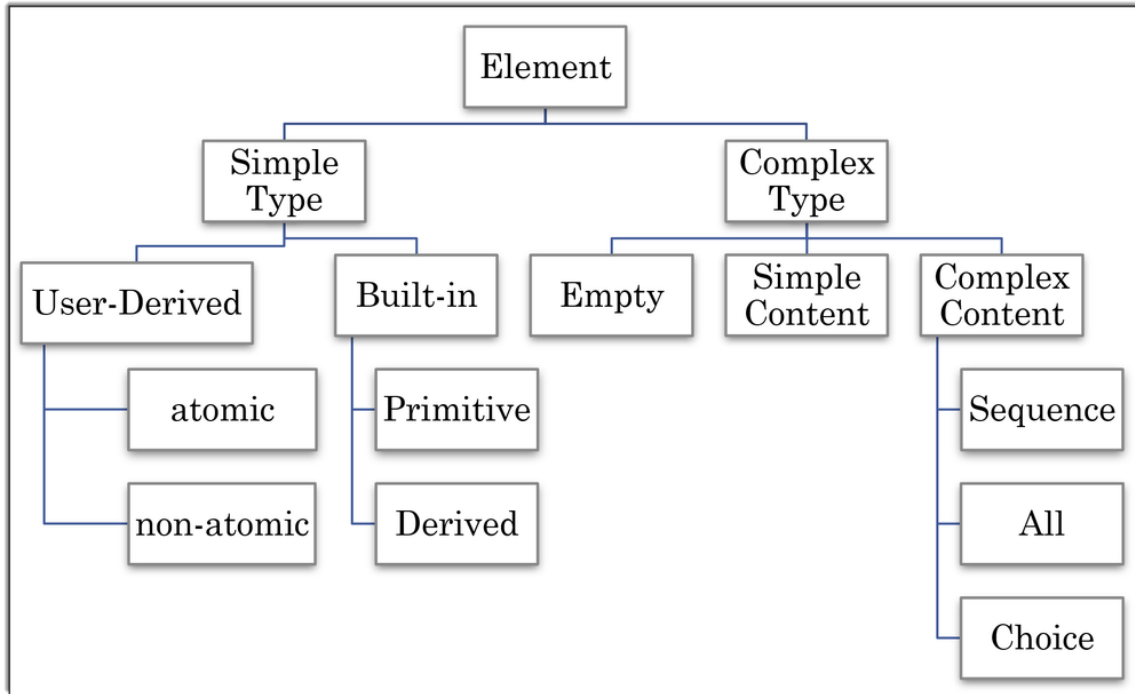 Element
Simple
Type
Complex
Type
User-Derived
Built-in
Empty
Simple
Content
Complex
Content
atomic
Primitive
Sequence
non-atomic
Derived
All
Choice